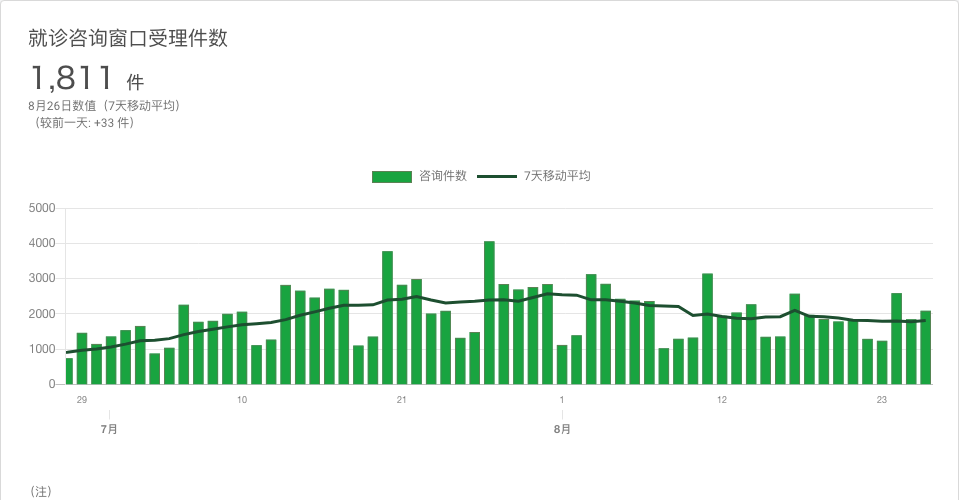 就诊咨询窗口受理件数
1,811 件
8月26日数值（7天移动平均）
（较前一天: +33 件）
咨询件数 7天移动平均
5000
4000
3000
2000
1000
0
29 10 21 1 12 23
7月 8月
（注）